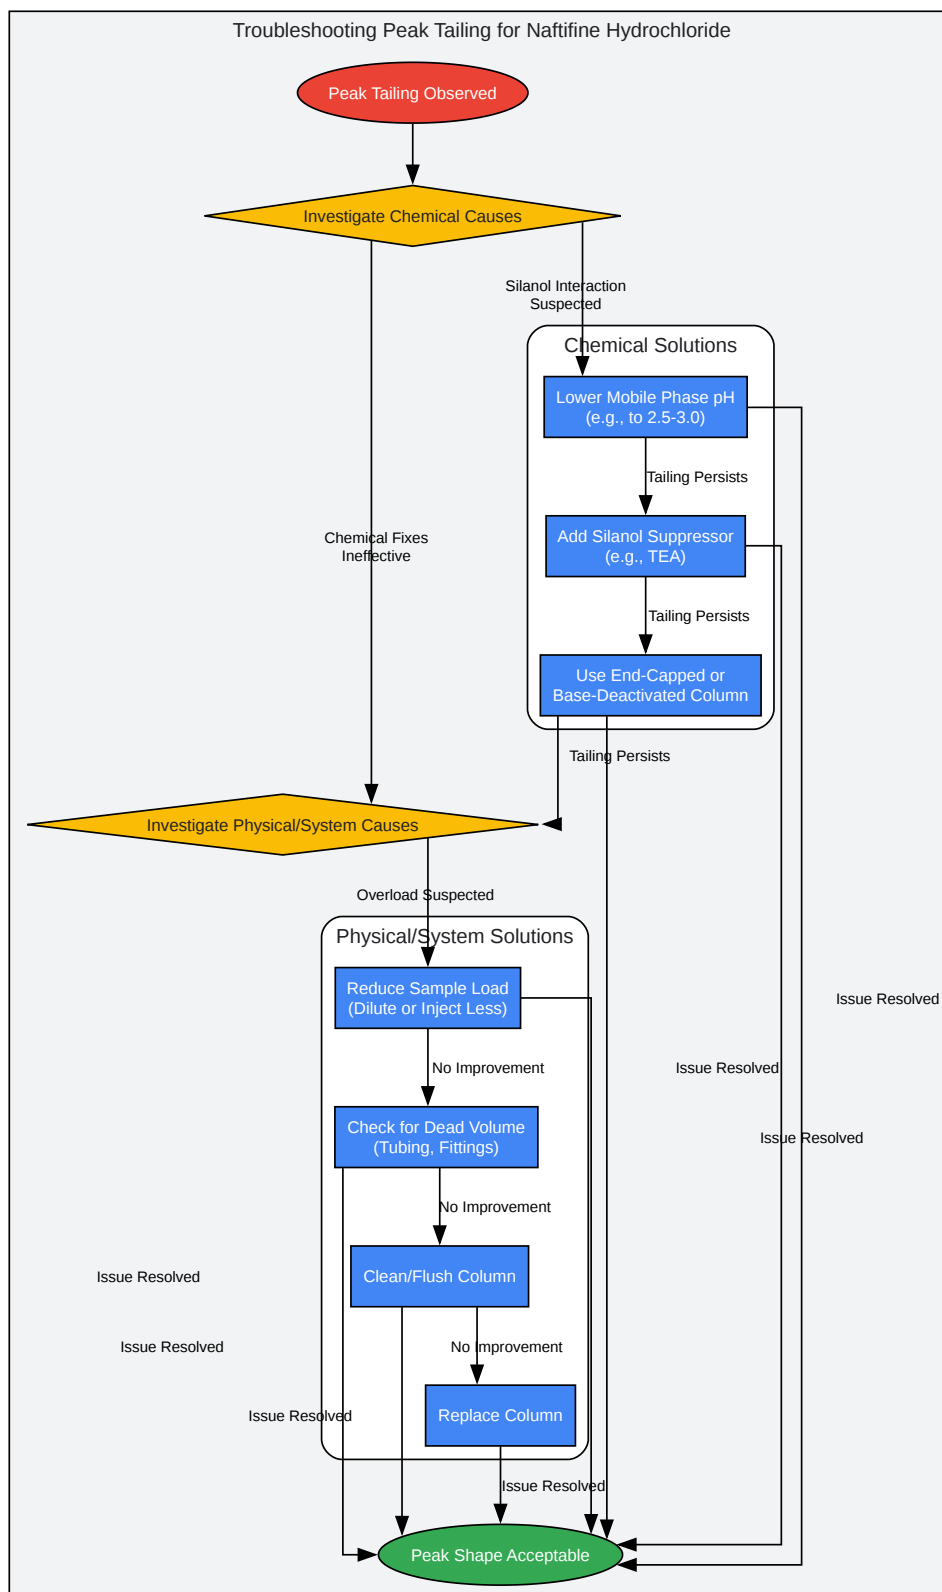 Troubleshooting Peak Tailing for Naftifine Hydrochloride
Peak Tailing Observed
Investigate Chemical Causes
Silanol Interaction
Suspected
Chemical Solutions
Lower Mobile Phase pH
(e.g., to 2.5-3.0)
Tailing Persists
Chemical Fixes
Ineffective
Add Silanol Suppressor
(e.g., TEA)
Tailing Persists
Use End-Capped or
Base-Deactivated Column
Tailing Persists
Investigate Physical/System Causes
Overload Suspected
Physical/System Solutions
Reduce Sample Load
(Dilute or Inject Less)
Issue Resolved
No Improvement
Issue Resolved
Check for Dead Volume
(Tubing, Fittings)
Issue Resolved
No Improvement
Issue Resolved
Clean/Flush Column
Issue Resolved
No Improvement
Issue Resolved
Replace Column
Issue Resolved
Peak Shape Acceptable